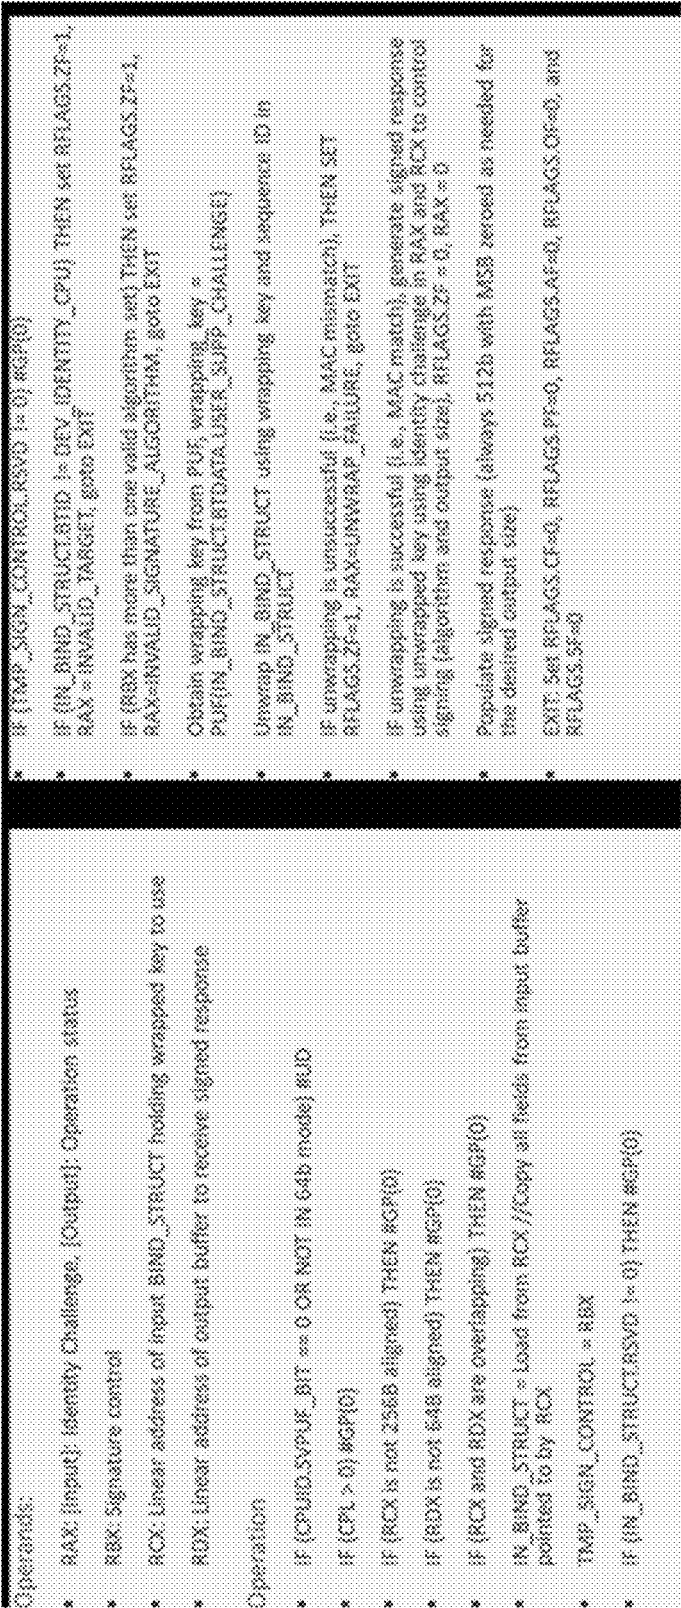 Operands:
• RAX: [Input]: Identity Challenge, [Output]: Operation status
• RBX: Signature control
• RCX: Linear address of input BIND_STRUCT holding wrapped key to use
• RDX: Linear address of output buffer to receive signed response
Operation
• IF (CPUID.SVPUF_BIT == 0 OR NOT IN 64b mode) #UD
• IF (CPL > 0) #GP(0)
• IF (RCX is not 256B aligned) THEN #GP(0)
• IF (RDX is not 64B aligned) THEN #GP(0)
• IF (RCX and RDX are overlapping) THEN #GP(0)
• IN_BIND_STRUCT = Load from RCX //Copy all fields from input buffer
pointed to by RCX
• TMP_SIGN_CONTROL = RBX
• IF (IN_BIND_STRUCT.RSVD != 0) THEN #GP(0)
• IF (TMP_SIGN_CONTROL.RSVD != 0) #GP(0)
• IF (IN_BIND_STRUCT.BTID != DEV_IDENTITY_CPU) THEN set RFLAGS.ZF=1,
RAX = INVALID_TARGET, goto EXIT
• IF (RBX has more than one valid algorithm set) THEN set RFLAGS.ZF=1,
RAX=INVALID_SIGNATURE_ALGORITHM, goto EXIT
• Obtain wrapping key from PUF, wrapping_key =
PUF(IN_BIND_STRUCT.BTDATA.USER_SUPP_CHALLENGE)
• Unwrap IN_BIND_STRUCT using wrapping key and sequence ID in
IN_BIND_STRUCT
• IF unwrapping is unsuccessful (i.e., MAC mismatch), THEN SET
RFLAGS.ZF=1, RAX=UNWRAP_FAILURE, goto EXIT
• IF unwrapping is successful (i.e., MAC match), generate signed response
using unwrapped key using identity challenge in RAX and RCX to control
signing (algorithm and output size), RFLAGS.ZF = 0, RAX = 0
• Populate signed response (always 512b with MSB zeroed as needed for
the desired output size)
• EXIT: Set RFLAGS.CF=0, RFLAGS.PF=0, RFLAGS.AF=0, RFLAGS.OF=0, and
RFLAGS.SF=0